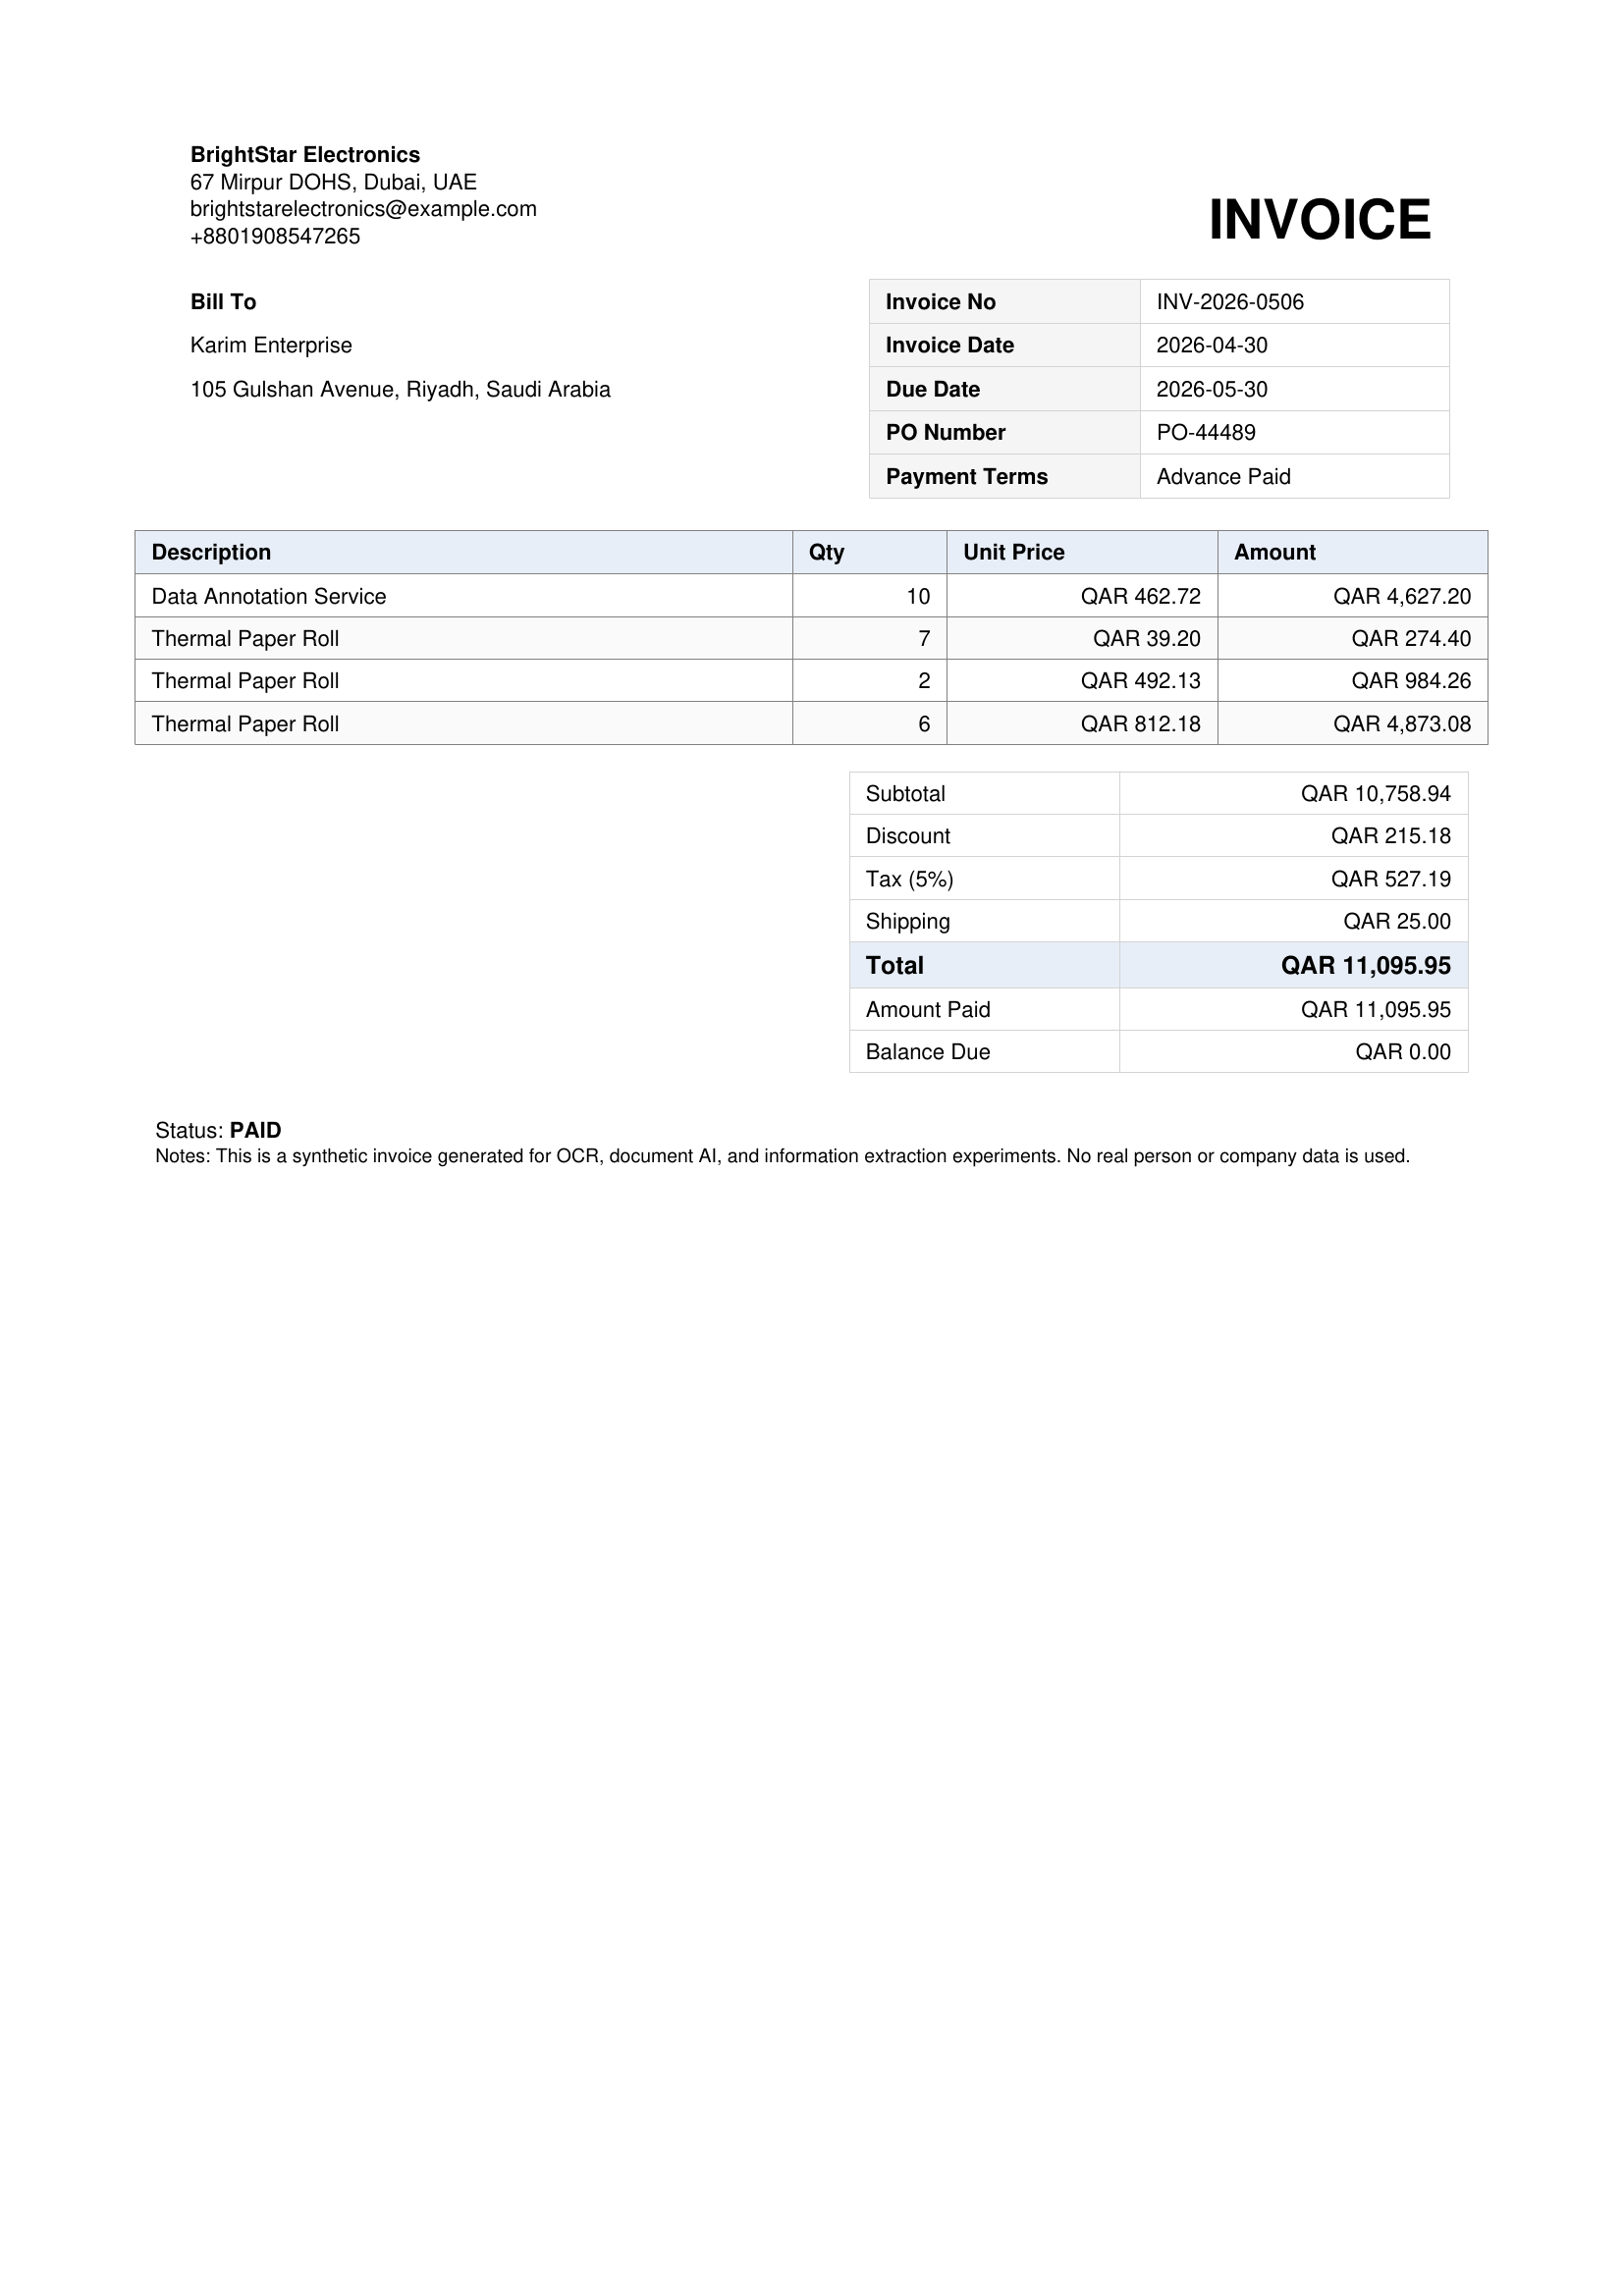 BrightStar Electronics
67 Mirpur DOHS, Dubai, UAE
brightstarelectronics@example.com
+8801908547265
INVOICE
Bill To
Karim Enterprise
105 Gulshan Avenue, Riyadh, Saudi Arabia
Invoice No INV-2026-0506
Invoice Date 2026-04-30
Due Date 2026-05-30
PO Number PO-44489
Payment Terms Advance Paid
Description Qty Unit Price Amount
Data Annotation Service 10 QAR 462.72 QAR 4,627.20
Thermal Paper Roll 7 QAR 39.20 QAR 274.40
Thermal Paper Roll 2 QAR 492.13 QAR 984.26
Thermal Paper Roll 6 QAR 812.18 QAR 4,873.08
Subtotal QAR 10,758.94
Discount QAR 215.18
Tax (5%) QAR 527.19
Shipping QAR 25.00
Total QAR 11,095.95
Amount Paid QAR 11,095.95
Balance Due QAR 0.00
Status: PAID
Notes: This is a synthetic invoice generated for OCR, document AI, and information extraction experiments. No real person or company data is used.